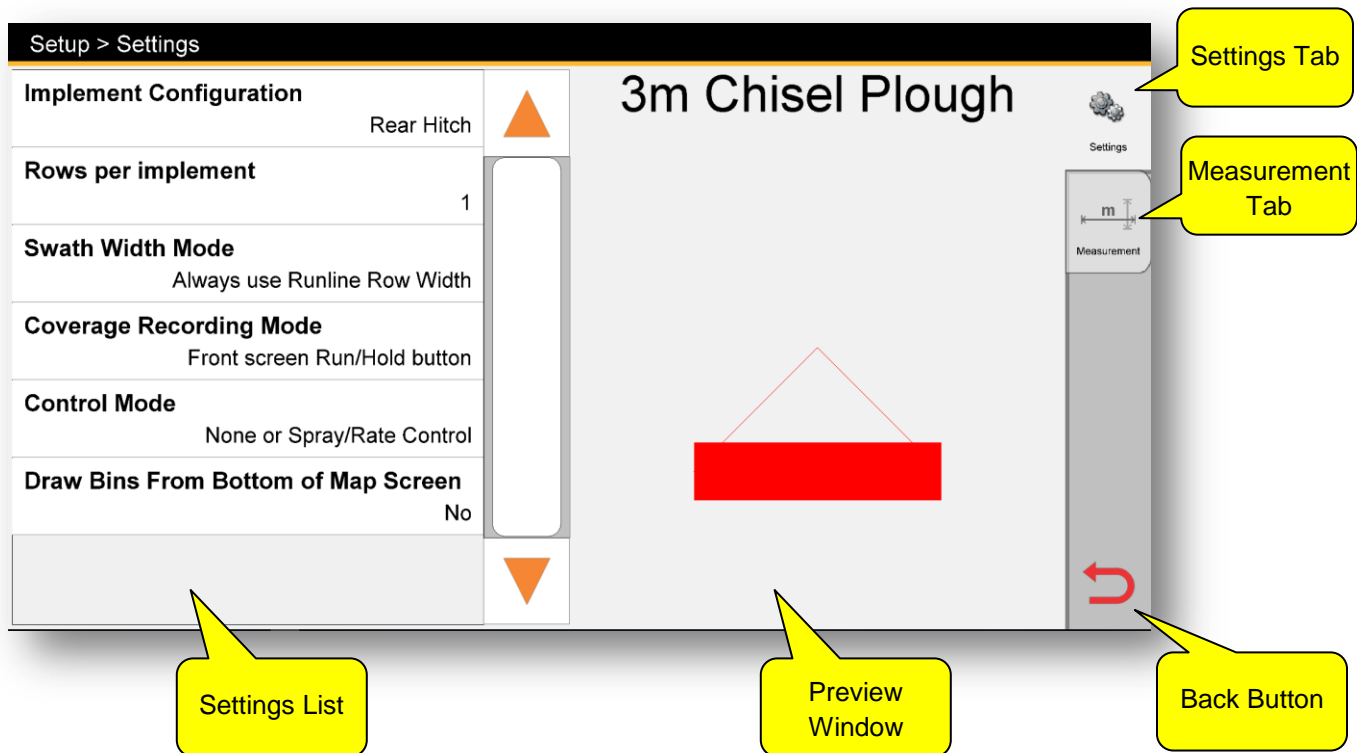 Setup > Settings
Implement Configuration
Rear Hitch
Rows per implement
1
Swath Width Mode
Always use Runline Row Width
Coverage Recording Mode
Front screen Run/Hold button
Control Mode
None or Spray/Rate Control
Draw Bins From Bottom of Map Screen
No
3m Chisel Plough
Settings
m
Measurement
Settings Tab
Measurement
Tab
Settings List
Preview
Window
Back Button